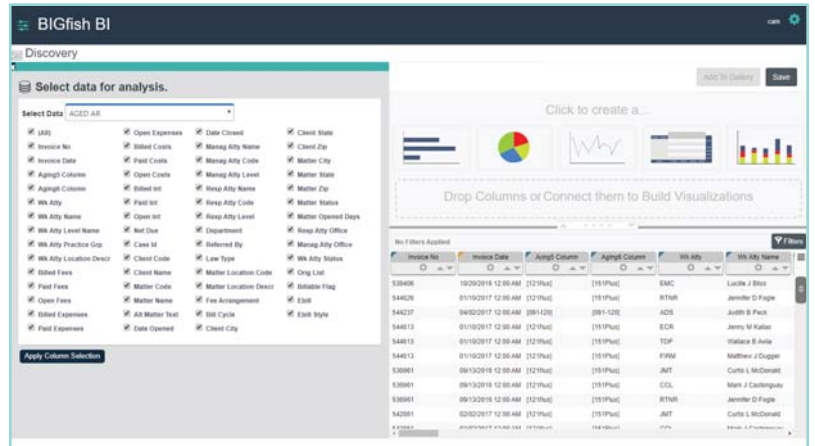 BIGfish BI
cam
Discovery
Select data for analysis.
Add To Gallery
Save
Select Data AGED AR
(All)
Open Expenses
Date Closed
Client State
Invoice No
Billed Costs
Manag Atty Name
Client Zip
Invoice Date
Paid Costs
Manag Atty Code
Matter City
Aging5 Column
Open Costs
Manag Atty Level
Matter State
Aging6 Column
Billed Int
Resp Atty Name
Matter Zip
Wk Atty
Paid Int
Resp Atty Code
Matter Status
Wk Atty Name
Open Int
Resp Atty Level
Matter Opened Days
Wk Atty Level Name
Net Due
Department
Resp Atty Office
Wk Atty Practice Grp
Case Id
Referred By
Manag Atty Office
Wk Atty Location Descr
Client Code
Law Type
Wk Atty Status
Billed Fees
Client Name
Matter Location Code
Orig List
Paid Fees
Matter Code
Matter Location Descr
Billable Flag
Open Fees
Matter Name
Fee Arrangement
Ebill
Billed Expenses
Alt Matter Text
Bill Cycle
Ebill Style
Paid Expenses
Date Opened
Client City
Apply Column Selection
Click to create a...
Drop Columns or Connect them to Build Visualizations
No Filters Applied
Filters
Invoice No Invoice Date Aging5 Column Aging6 Column Wk Atty Wk Atty Name
538406 10/20/2016 12:00 AM [121Plus] [151Plus] EMC Lucille J Bliss
544626 01/10/2017 12:00 AM [121Plus] [151Plus] RTNR Jennifer D Fogle
544237 04/02/2017 12:00 AM [091-120] [091-120] ADS Judith B Peck
544613 01/10/2017 12:00 AM [121Plus] [151Plus] ECR Jenny M Kallas
544613 01/10/2017 12:00 AM [121Plus] [151Plus] TDP Wallace B Avila
544613 01/10/2017 12:00 AM [121Plus] [151Plus] FIRM Matthew J Dugger
536961 09/13/2016 12:00 AM [121Plus] [151Plus] JMT Curtis L McDonald
536961 09/13/2016 12:00 AM [121Plus] [151Plus] CCL Mark J Castonguay
536961 09/13/2016 12:00 AM [121Plus] [151Plus] RTNR Jennifer D Fogle
542881 02/02/2017 12:00 AM [121Plus] [151Plus] JMT Curtis L McDonald